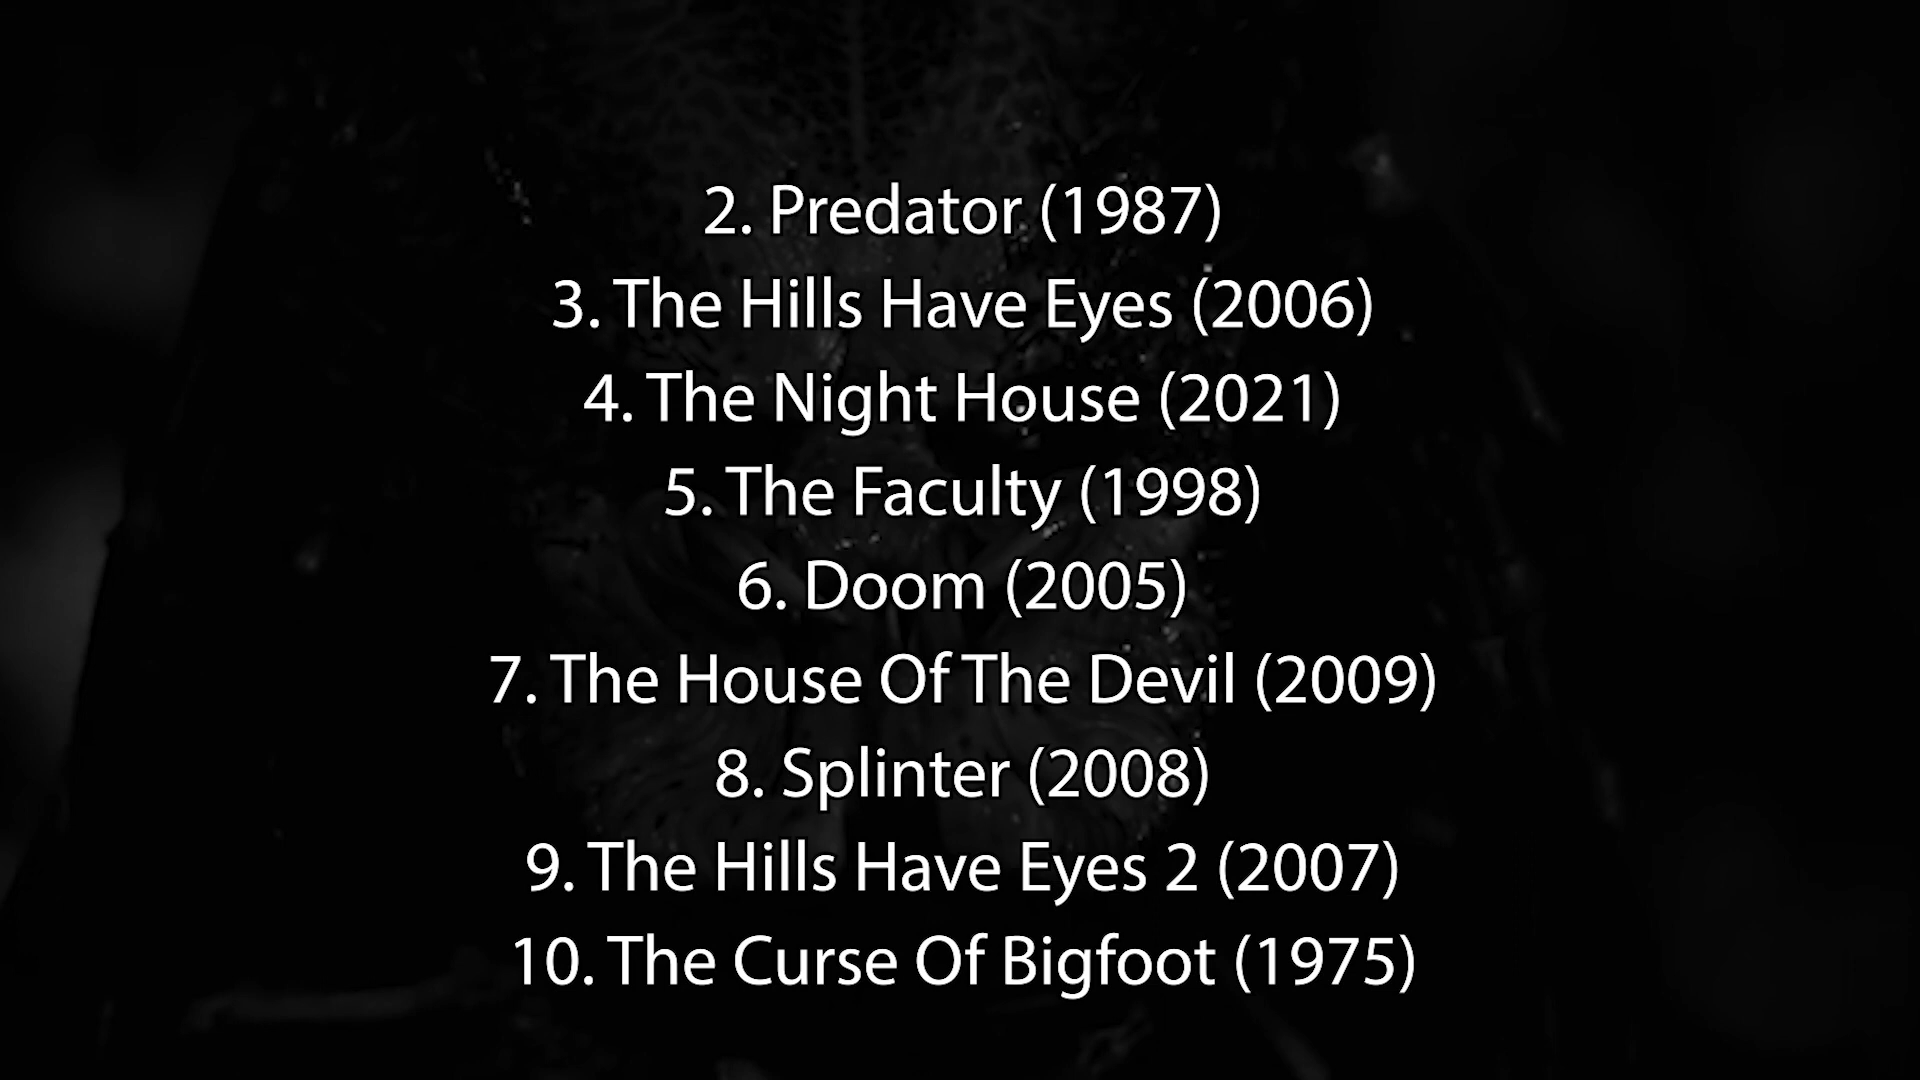 2. Predator (1987)
3. The Hills Have Eyes (2006)
4. The Night House (2021)
5. The Faculty (1998)
6. Doom (2005)
7. The House Of The Devil (2009)
8. Splinter (2008)
9. The Hills Have Eyes 2 (2007)
10. The Curse Of Bigfoot (1975)